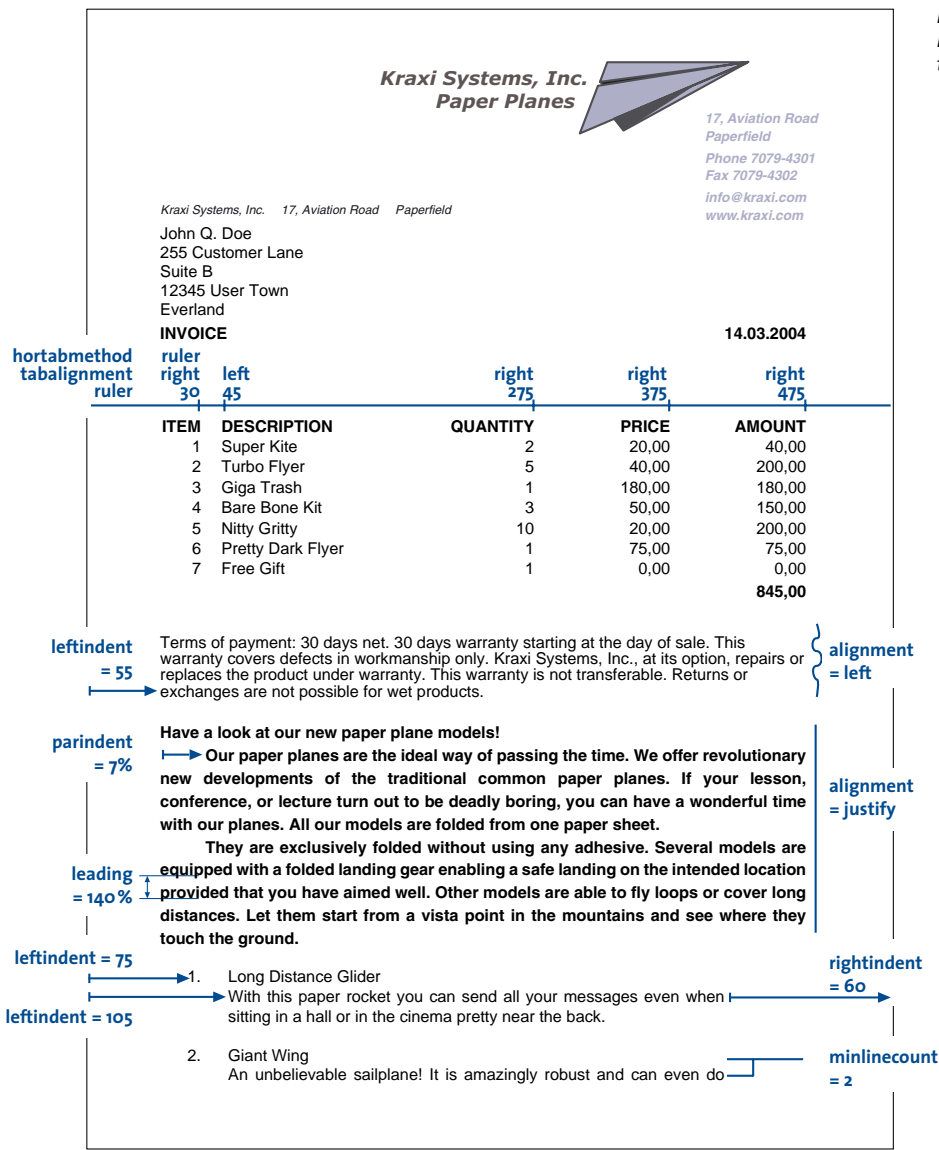 Kraxi Systems, Inc.
Paper Planes
17, Aviation Road
Paperfield
Phone 7079-4301
Fax 7079-4302
info@kraxi.com
www.kraxi.com
Kraxi Systems, Inc. 17, Aviation Road Paperfield
John Q. Doe
255 Customer Lane
Suite B
12345 User Town
Everland
INVOICE 14.03.2004
hortabmethod ruler
tabalignment right left right right right
ruler 30 45 275 375 475
ITEM DESCRIPTION QUANTITY PRICE AMOUNT
1 Super Kite 2 20,00 40,00
2 Turbo Flyer 5 40,00 200,00
3 Giga Trash 1 180,00 180,00
4 Bare Bone Kit 3 50,00 150,00
5 Nitty Gritty 10 20,00 200,00
6 Pretty Dark Flyer 1 75,00 75,00
7 Free Gift 1 0,00 0,00
845,00
leftindent
= 55
Terms of payment: 30 days net. 30 days warranty starting at the day of sale. This
warranty covers defects in workmanship only. Kraxi Systems, Inc., at its option, repairs or
replaces the product under warranty. This warranty is not transferable. Returns or
exchanges are not possible for wet products.
alignment
= left
parindent
= 7%
Have a look at our new paper plane models!
Our paper planes are the ideal way of passing the time. We offer revolutionary
new developments of the traditional common paper planes. If your lesson,
conference, or lecture turn out to be deadly boring, you can have a wonderful time
with our planes. All our models are folded from one paper sheet.
alignment
= justify
leading
= 140%
They are exclusively folded without using any adhesive. Several models are
equipped with a folded landing gear enabling a safe landing on the intended location
provided that you have aimed well. Other models are able to fly loops or cover long
distances. Let them start from a vista point in the mountains and see where they
touch the ground.
leftindent = 75
leftindent = 105
1. Long Distance Glider
With this paper rocket you can send all your messages even when
sitting in a hall or in the cinema pretty near the back.
rightindent
= 60
2. Giant Wing
An unbelievable sailplane! It is amazingly robust and can even do
minlinecount
= 2